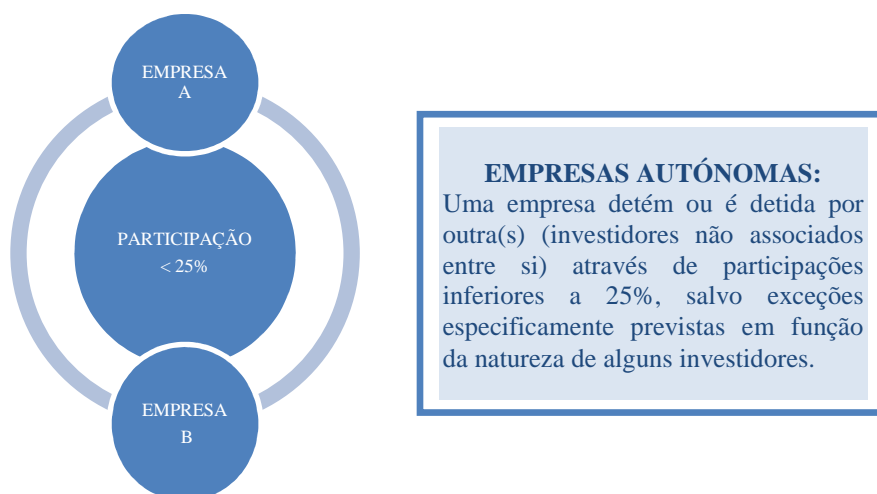 EMPRESA
A
PARTICIPAÇÃO
< 25%
EMPRESA
B
EMPRESAS AUTÓNOMAS:
Uma empresa detém ou é detida por
outra(s) (investidores não associados
entre si) através de participações
inferiores a 25%, salvo exceções
especificamente previstas em função
da natureza de alguns investidores.